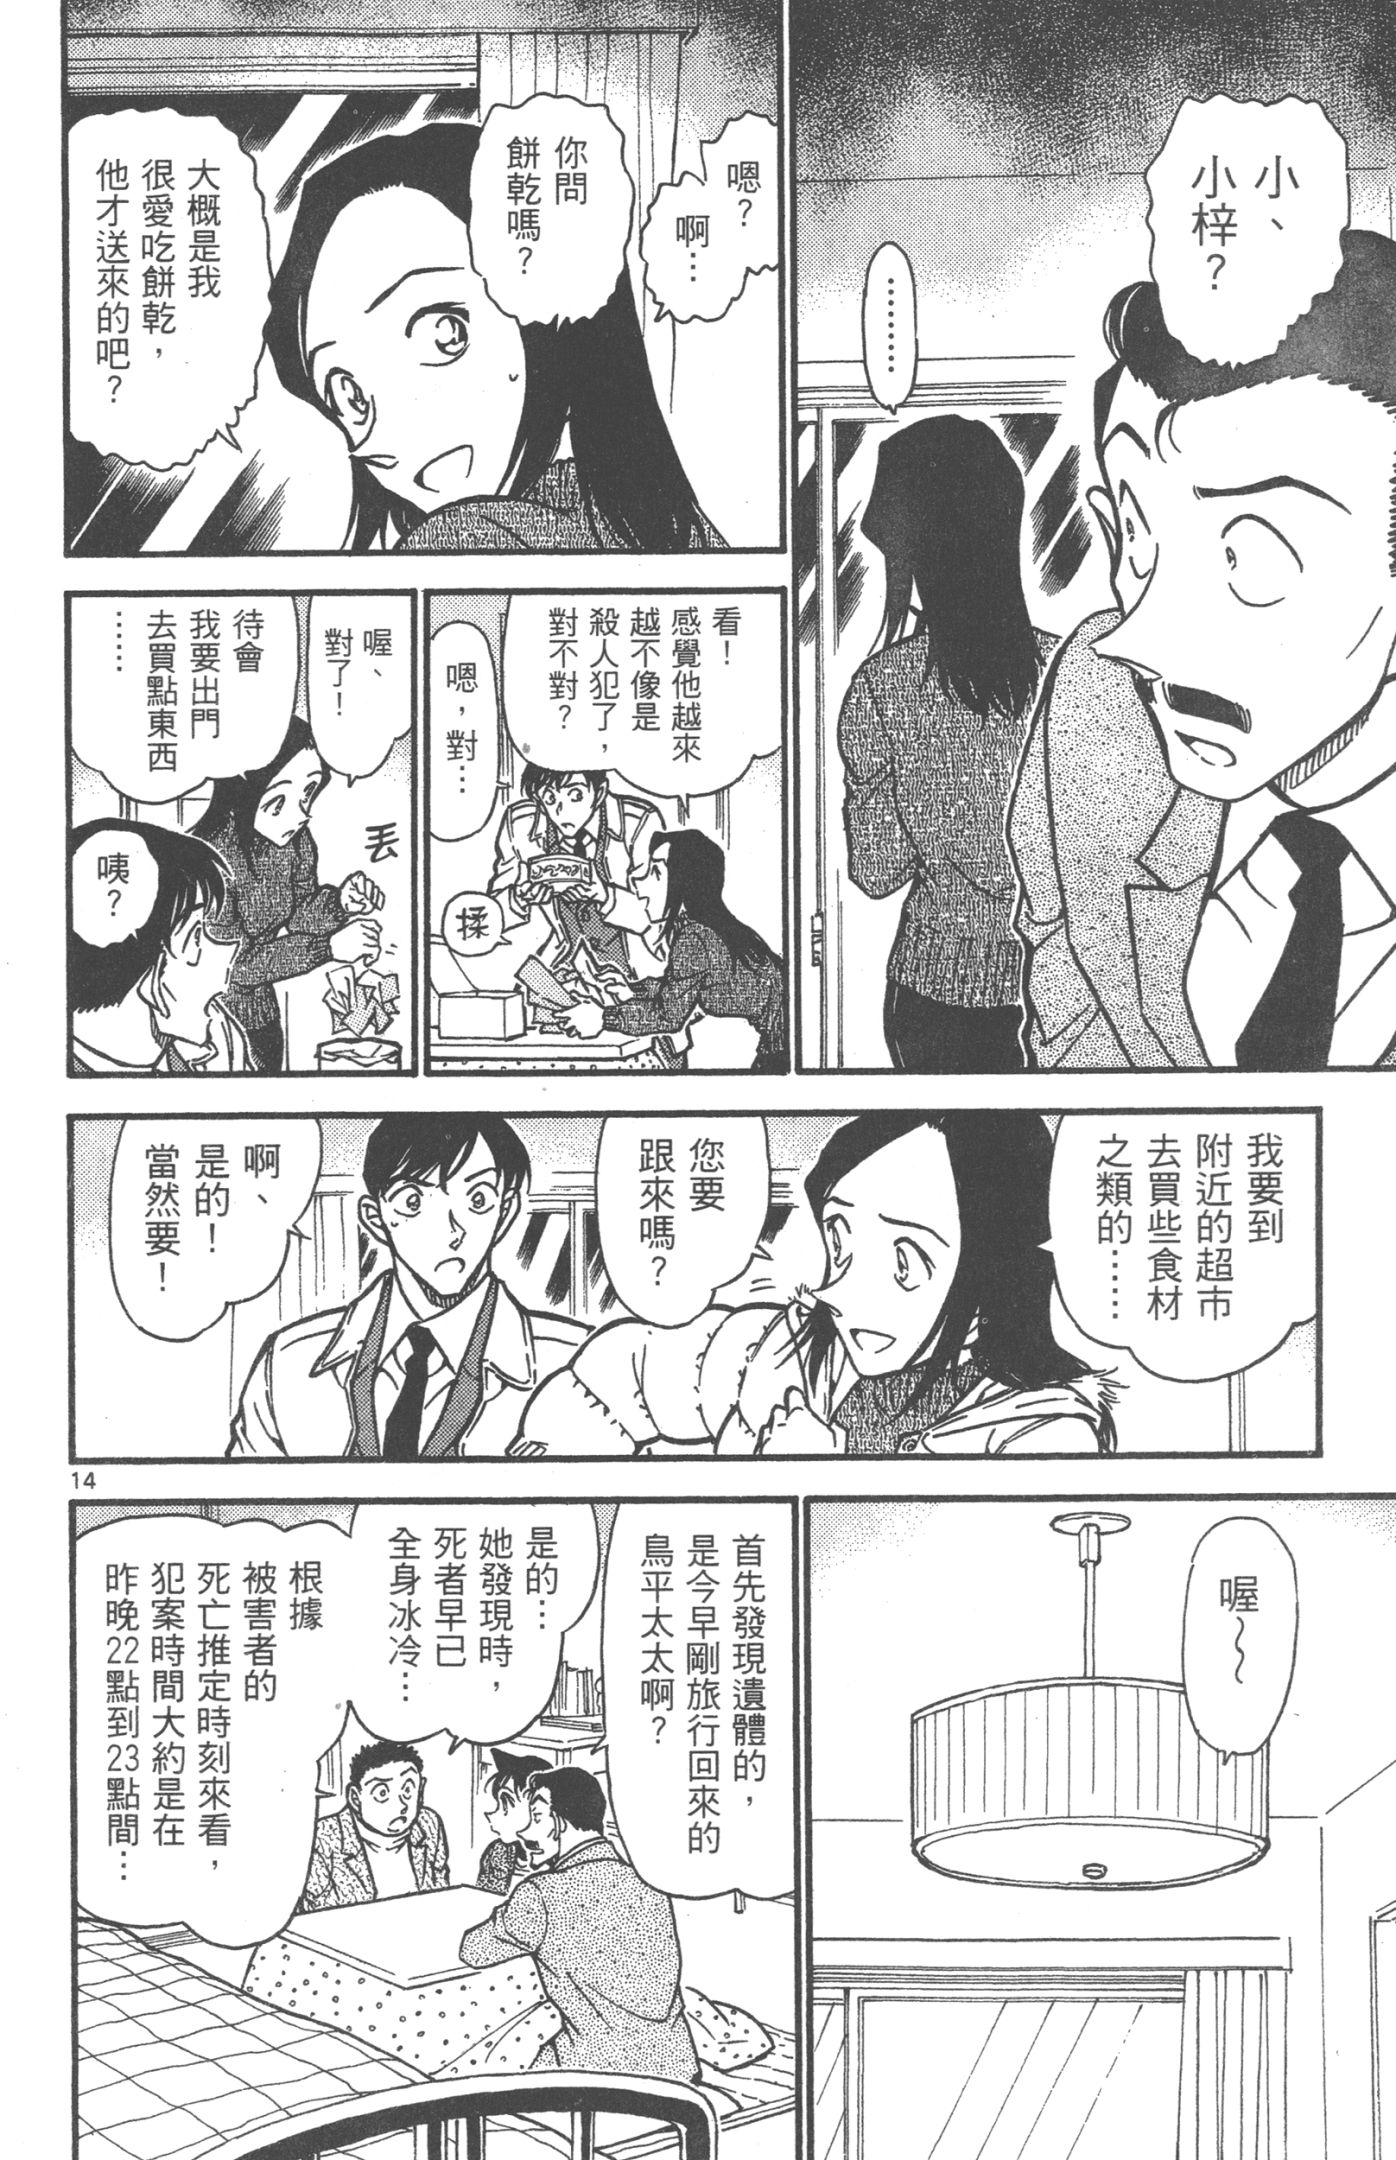 小、
小梓？
………
嗯？
啊…
你問
餅乾嗎？
大概是我
很愛吃餅乾，
他才送來的吧？
看！
感覺他越來
越不像是
殺人犯了，
對不對？
嗯，對…
揉
喔、
對了！
待會
我要出門
去買點東西
……
丟
咦？
我要到
附近的超市
去買些食材
之類的……
您要
跟來嗎？
啊、
是的！
當然要！
14
喔～～
首先發現遺體的，
是今早剛旅行回來的
鳥平太太啊？
是的…
她發現時，
死者早已
全身冰冷…
根據
被害者的
死亡推定時刻來看，
犯案時間大約是在
昨晚22點到23點間…